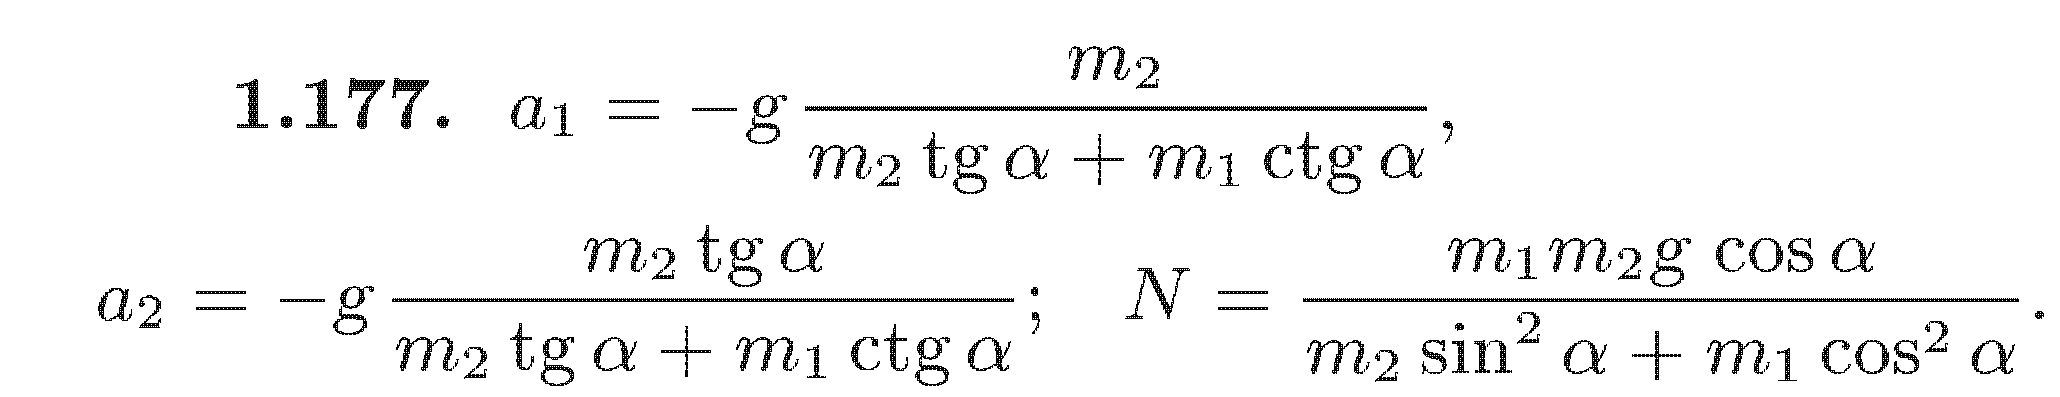 1.177. a₁ = −g m₂ / (m₂ tg α + m₁ ctg α),
a₂ = −g m₂ tg α / (m₂ tg α + m₁ ctg α); N = m₁m₂g cos α / (m₂ sin² α + m₁ cos² α).